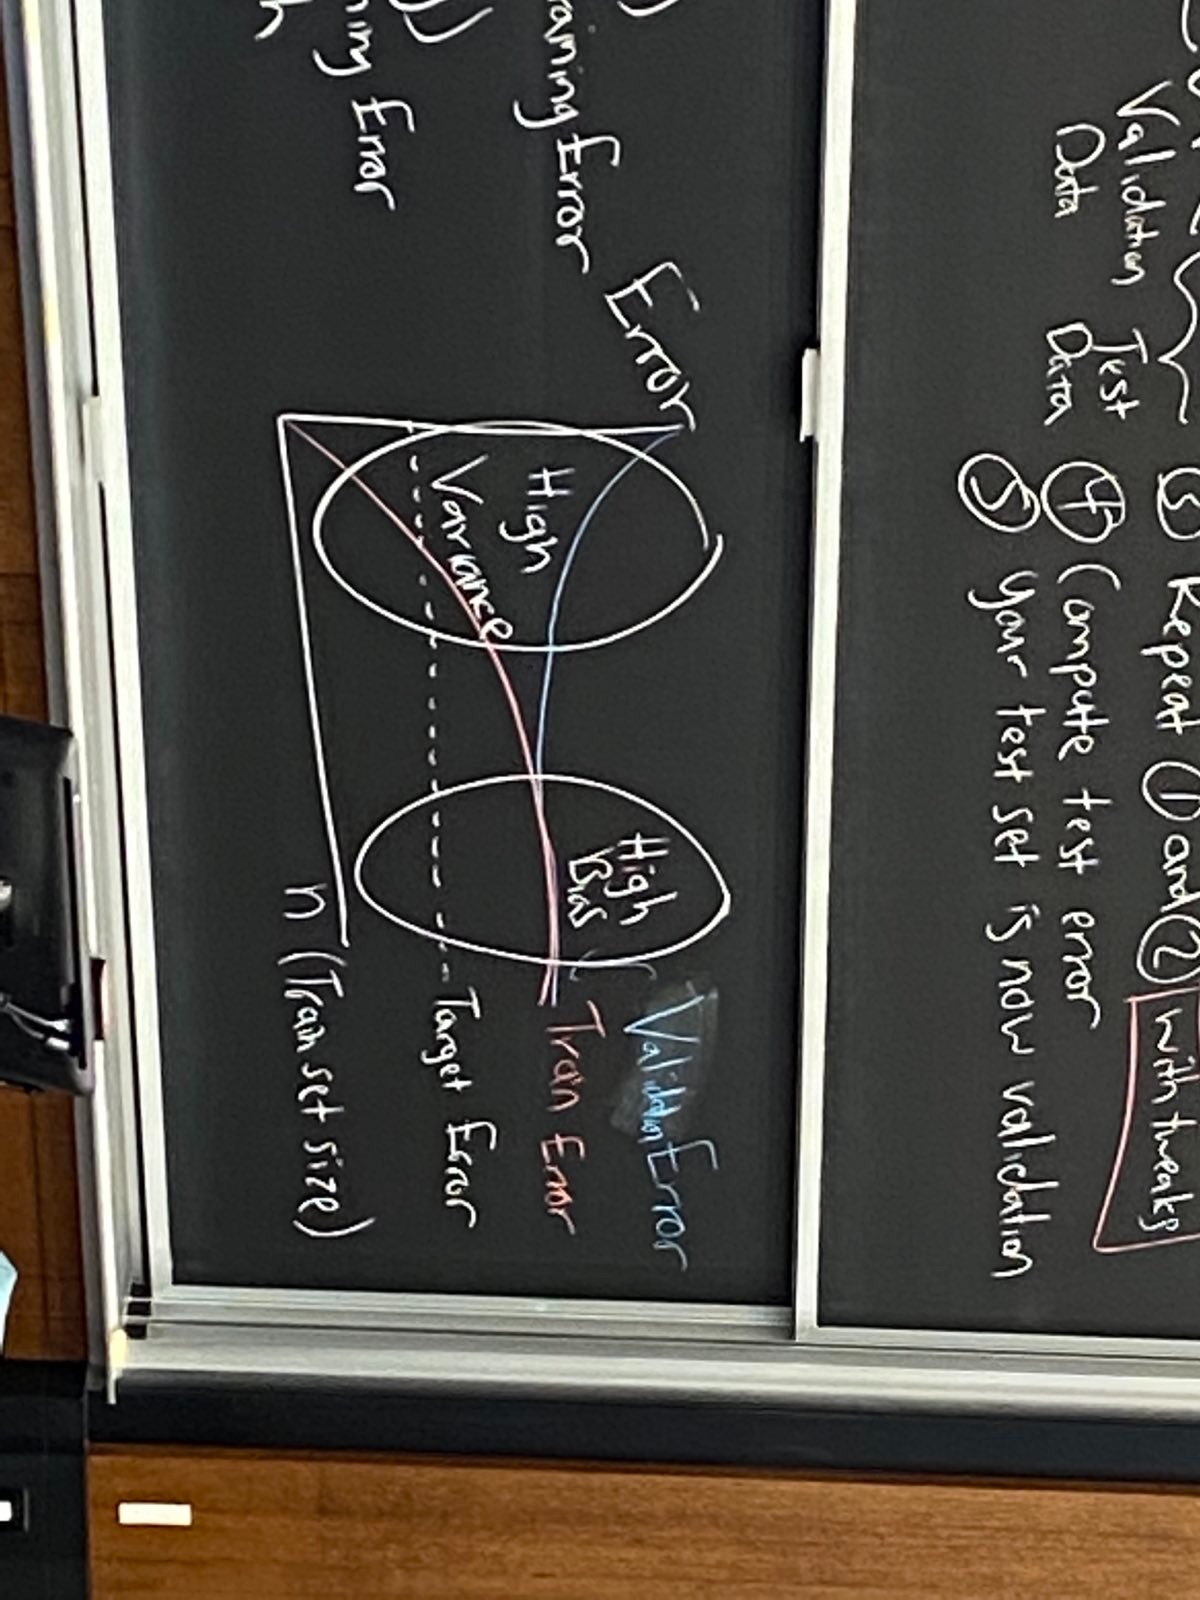 Validation
Data
Test
Data
③ Repeat ① and ② with tweaks
④ Compute test error
⑤ Your test set is now validation
Error
Error
Error
High
Variance
High
Bias
Validation Error
Train Error
Target Error
n (Train set size)